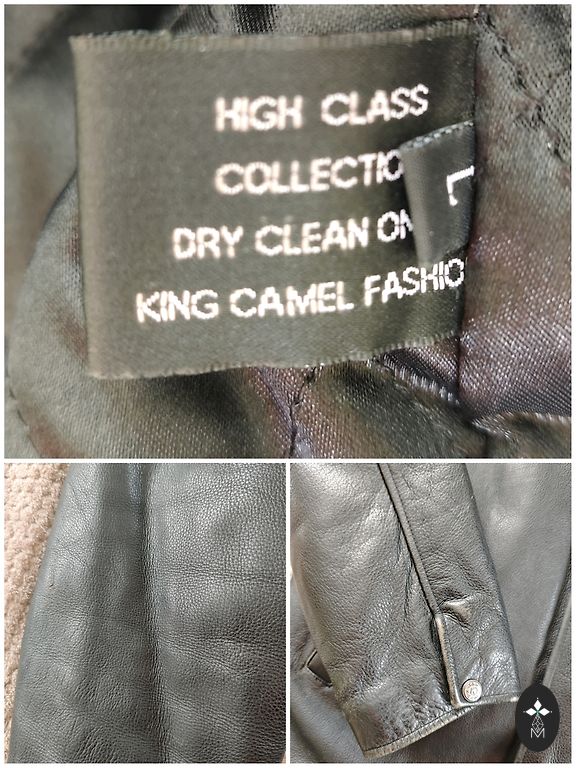 HIGH CLASS
COLLECTIO
DRY CLEAN ON
KING CAMEL FASHIO
L
M